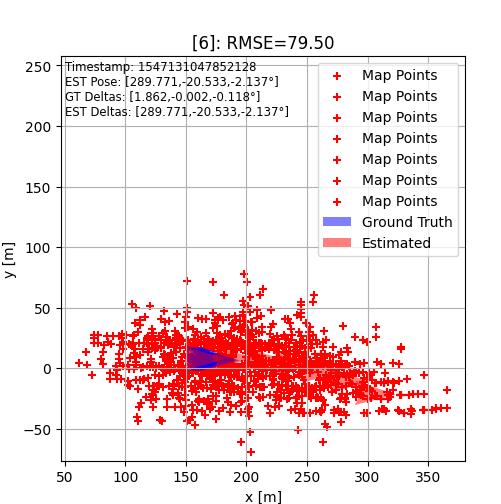 [6]: RMSE=79.50
Timestamp: 1547131047852128
EST Pose: [289.771,-20.533,-2.137°]
GT Deltas: [1.862,-0.002,-0.118°]
EST Deltas: [289.771,-20.533,-2.137°]
Map Points
Map Points
Map Points
Map Points
Map Points
Map Points
Map Points
Ground Truth
Estimated
y [m]
250
200
150
100
50
0
−50
50 100 150 200 250 300 350
x [m]